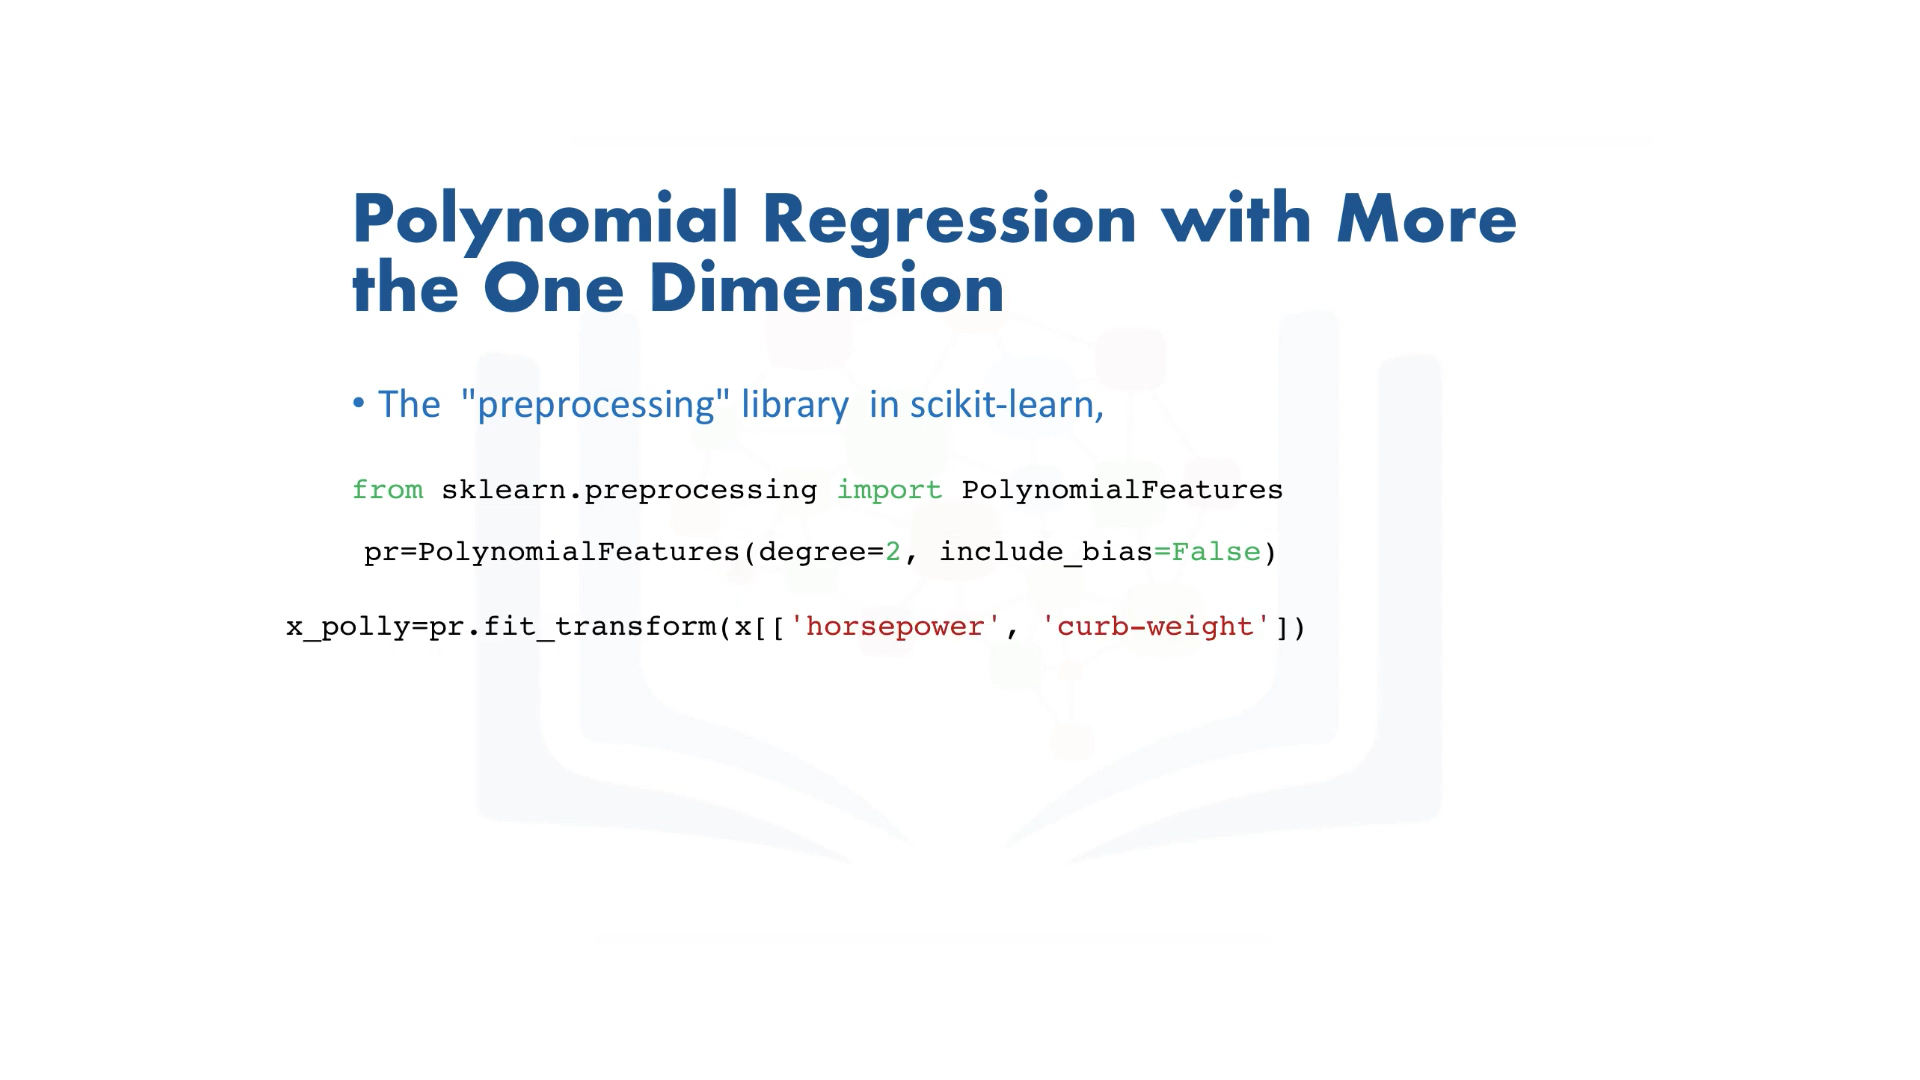 Polynomial Regression with More
the One Dimension
• The "preprocessing" library in scikit-learn,
from sklearn.preprocessing import PolynomialFeatures
pr=PolynomialFeatures(degree=2, include_bias=False)
x_polly=pr.fit_transform(x[['horsepower', 'curb-weight'])